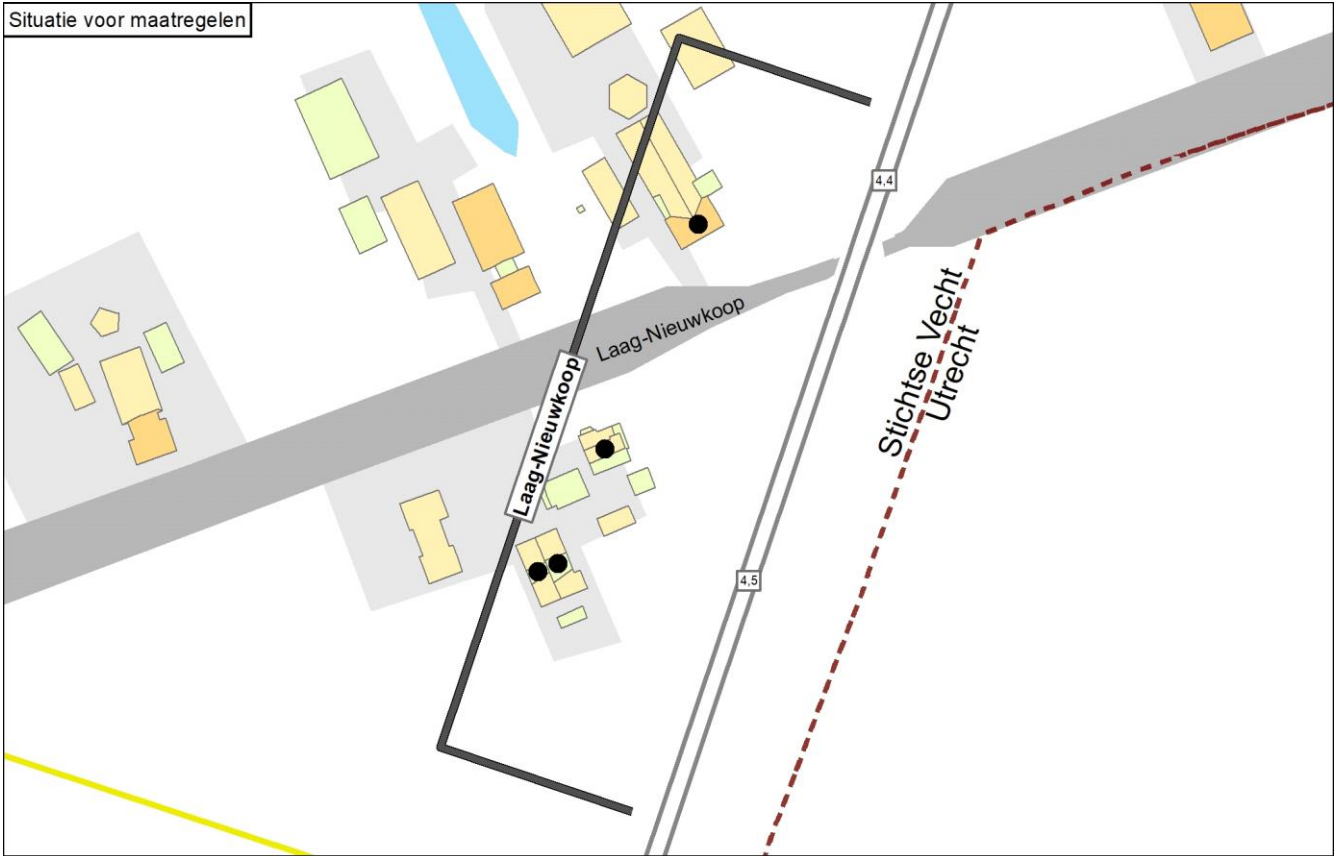 Situatie voor maatregelen
4,4
Laag-Nieuwkoop
Laag-Nieuwkoop
Stichtse Vecht
Utrecht
4,5